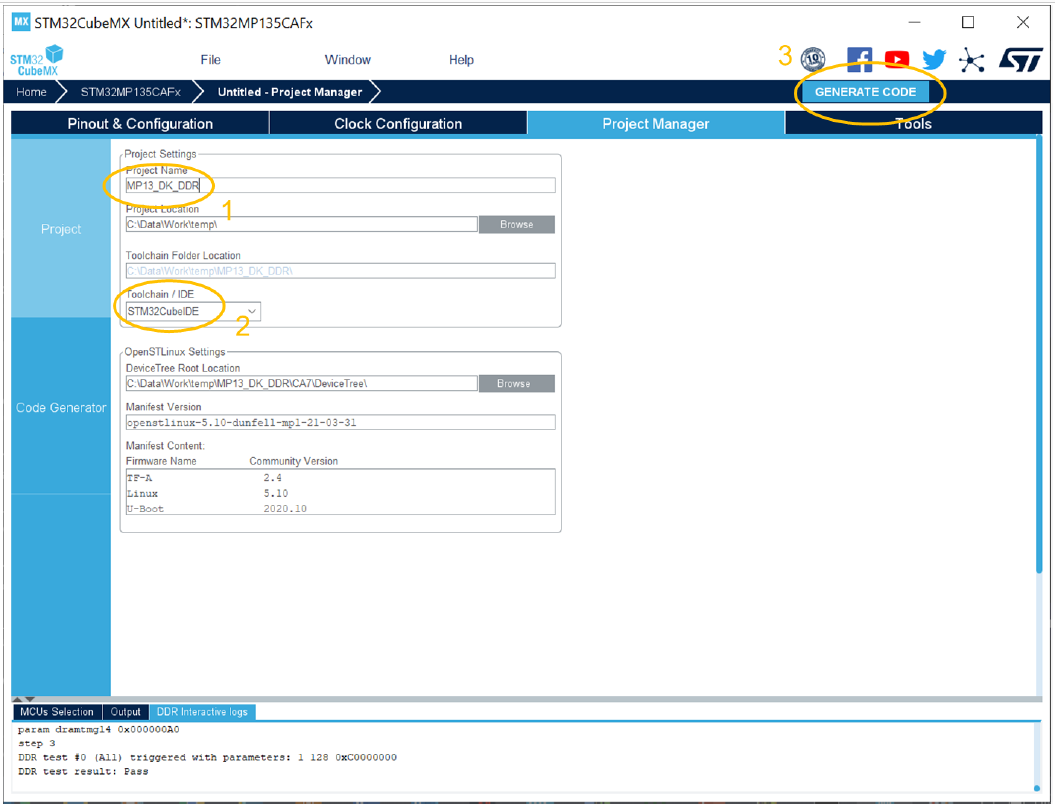 MX STM32CubeMX Untitled*: STM32MP135CAFx
STM32 CubeMX
File Window Help
3 10
Home STM32MP135CAFx Untitled - Project Manager GENERATE CODE
Pinout & Configuration Clock Configuration Project Manager Tools
Project
Code Generator
Project Settings
Project Name
MP13_DK_DDR
1
Project Location
C:\Data\Work\temp\ Browse
Toolchain Folder Location
C:\Data\Work\temp\MP13_DK_DDR\
Toolchain / IDE
STM32CubeIDE
2
OpenSTLinux Settings
DeviceTree Root Location
C:\Data\Work\temp\MP13_DK_DDR\CA7\DeviceTree\ Browse
Manifest Version
openstlinux-5.10-dunfell-mp1-21-03-31
Manifest Content:
Firmware Name Community Version
TF-A 2.4
Linux 5.10
U-Boot 2020.10
MCUs Selection Output DDR Interactive logs
param dramtmg14 0x000000A0
step 3
DDR test #0 (All) triggered with parameters: 1 128 0xC0000000
DDR test result: Pass